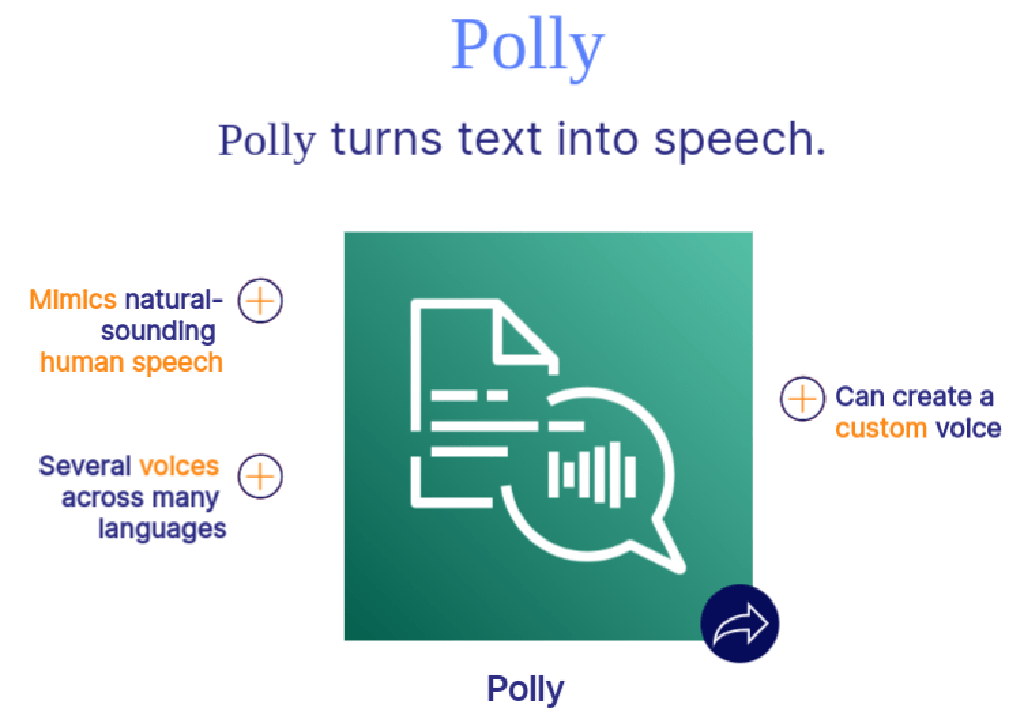 Polly
Polly turns text into speech.
Mimics natural-
sounding
human speech
Several voices
across many
languages
Can create a
custom voice
Polly